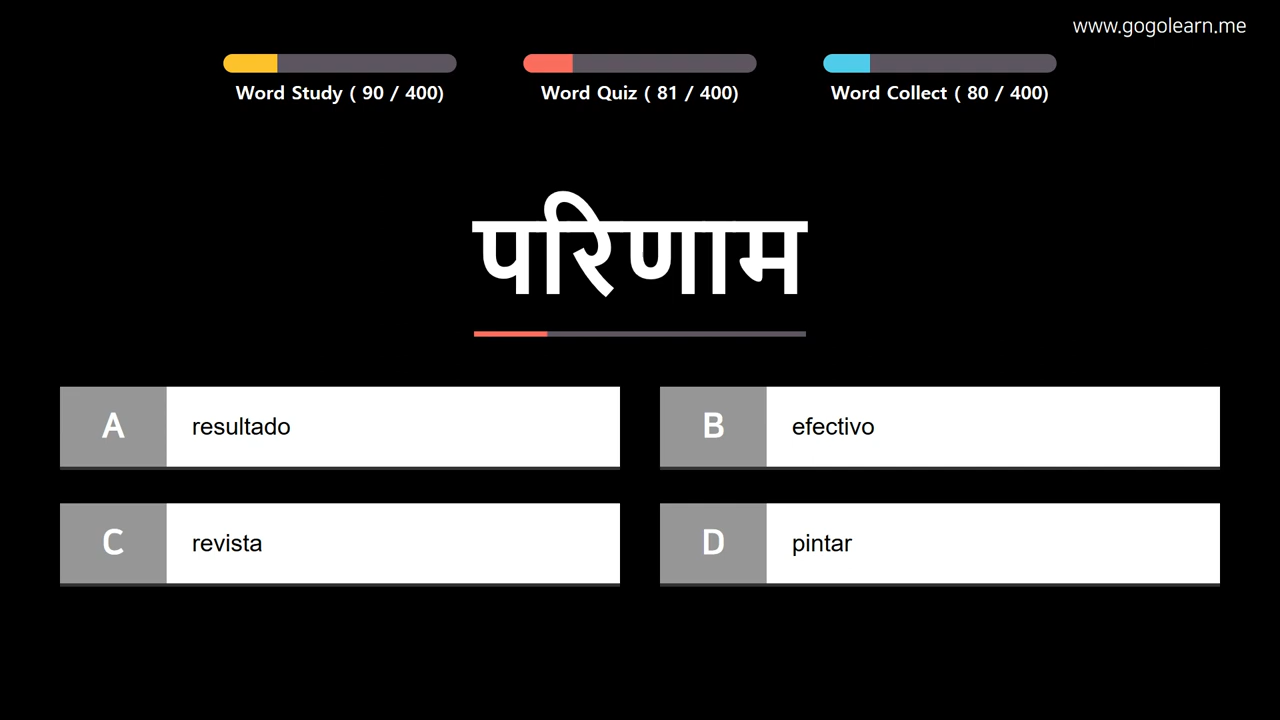 www.gogolearn.me
Word Study ( 90 / 400)
Word Quiz ( 81 / 400)
Word Collect ( 80 / 400)
परिणाम
A resultado
B efectivo
C revista
D pintar